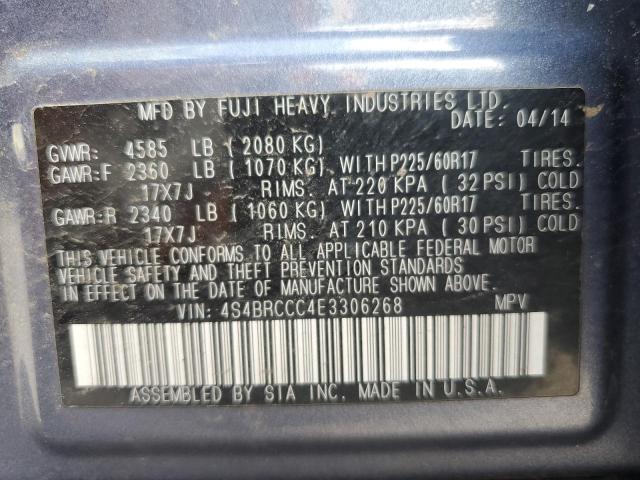 MFD BY FUJI HEAVY INDUSTRIES LTD.
DATE: 04/14
GVWR: 4585 LB (2080 KG)
GAWR:F 2360 LB (1070 KG) WITH P225/60R17 TIRES.
17X7J RIMS AT 220 KPA (32 PSI) COLD
GAWR:R 2340 LB (1060 KG) WITH P225/60R17 TIRES.
17X7J RIMS AT 210 KPA (30 PSI) COLD
THIS VEHICLE CONFORMS TO ALL APPLICABLE FEDERAL MOTOR
VEHICLE SAFETY AND THEFT PREVENTION STANDARDS
IN EFFECT ON THE DATE OF MANUFACTURE SHOWN ABOVE.
VIN: 4S4BRCCC4E3306268 MPV
ASSEMBLED BY SIA INC. MADE IN U.S.A.